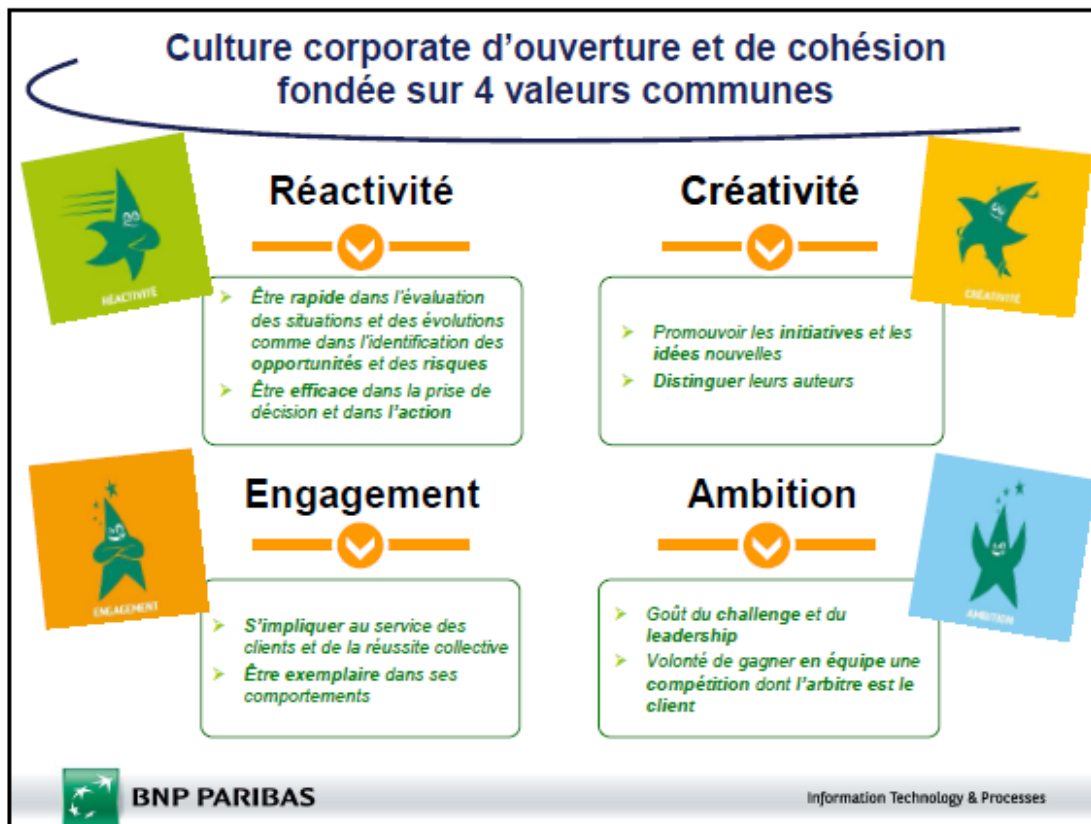 Culture corporate d'ouverture et de cohésion
fondée sur 4 valeurs communes
RÉACTIVITÉ
Réactivité
➢ Être rapide dans l'évaluation
des situations et des évolutions
comme dans l'identification des
opportunités et des risques
➢ Être efficace dans la prise de
décision et dans l'action
Créativité
CRÉATIVITÉ
➢ Promouvoir les initiatives et les
idées nouvelles
➢ Distinguer leurs auteurs
ENGAGEMENT
Engagement
➢ S'impliquer au service des
clients et de la réussite collective
➢ Être exemplaire dans ses
comportements
Ambition
AMBITION
➢ Goût du challenge et du
leadership
➢ Volonté de gagner en équipe une
compétition dont l'arbitre est le
client
BNP PARIBAS
Information Technology & Processes